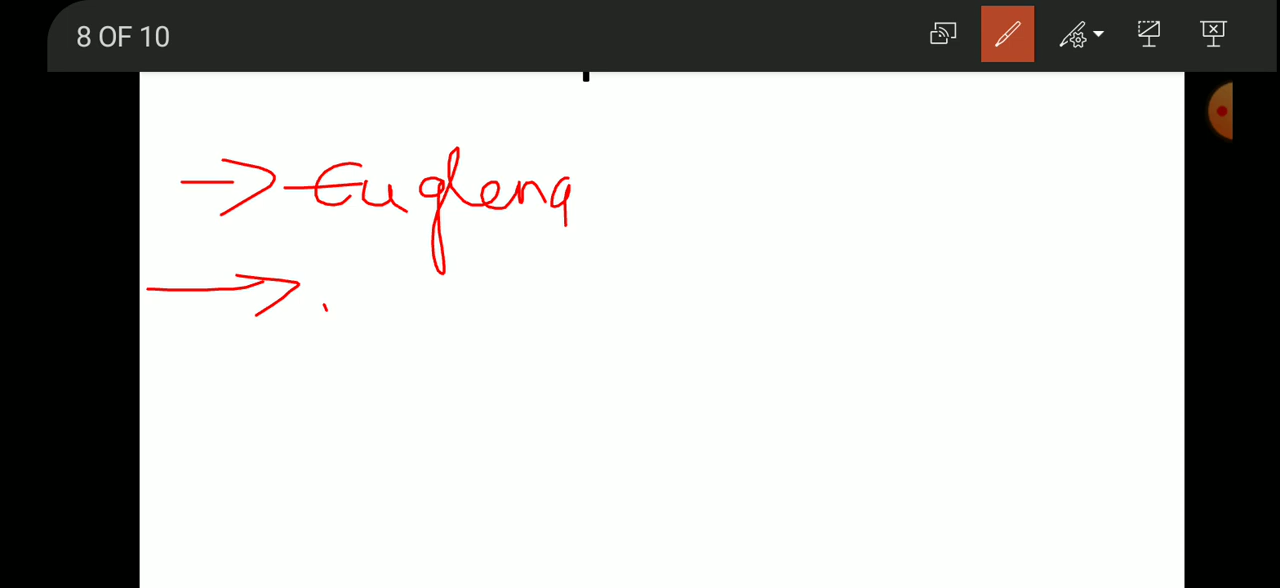 8 OF 10
→ Euglena
→